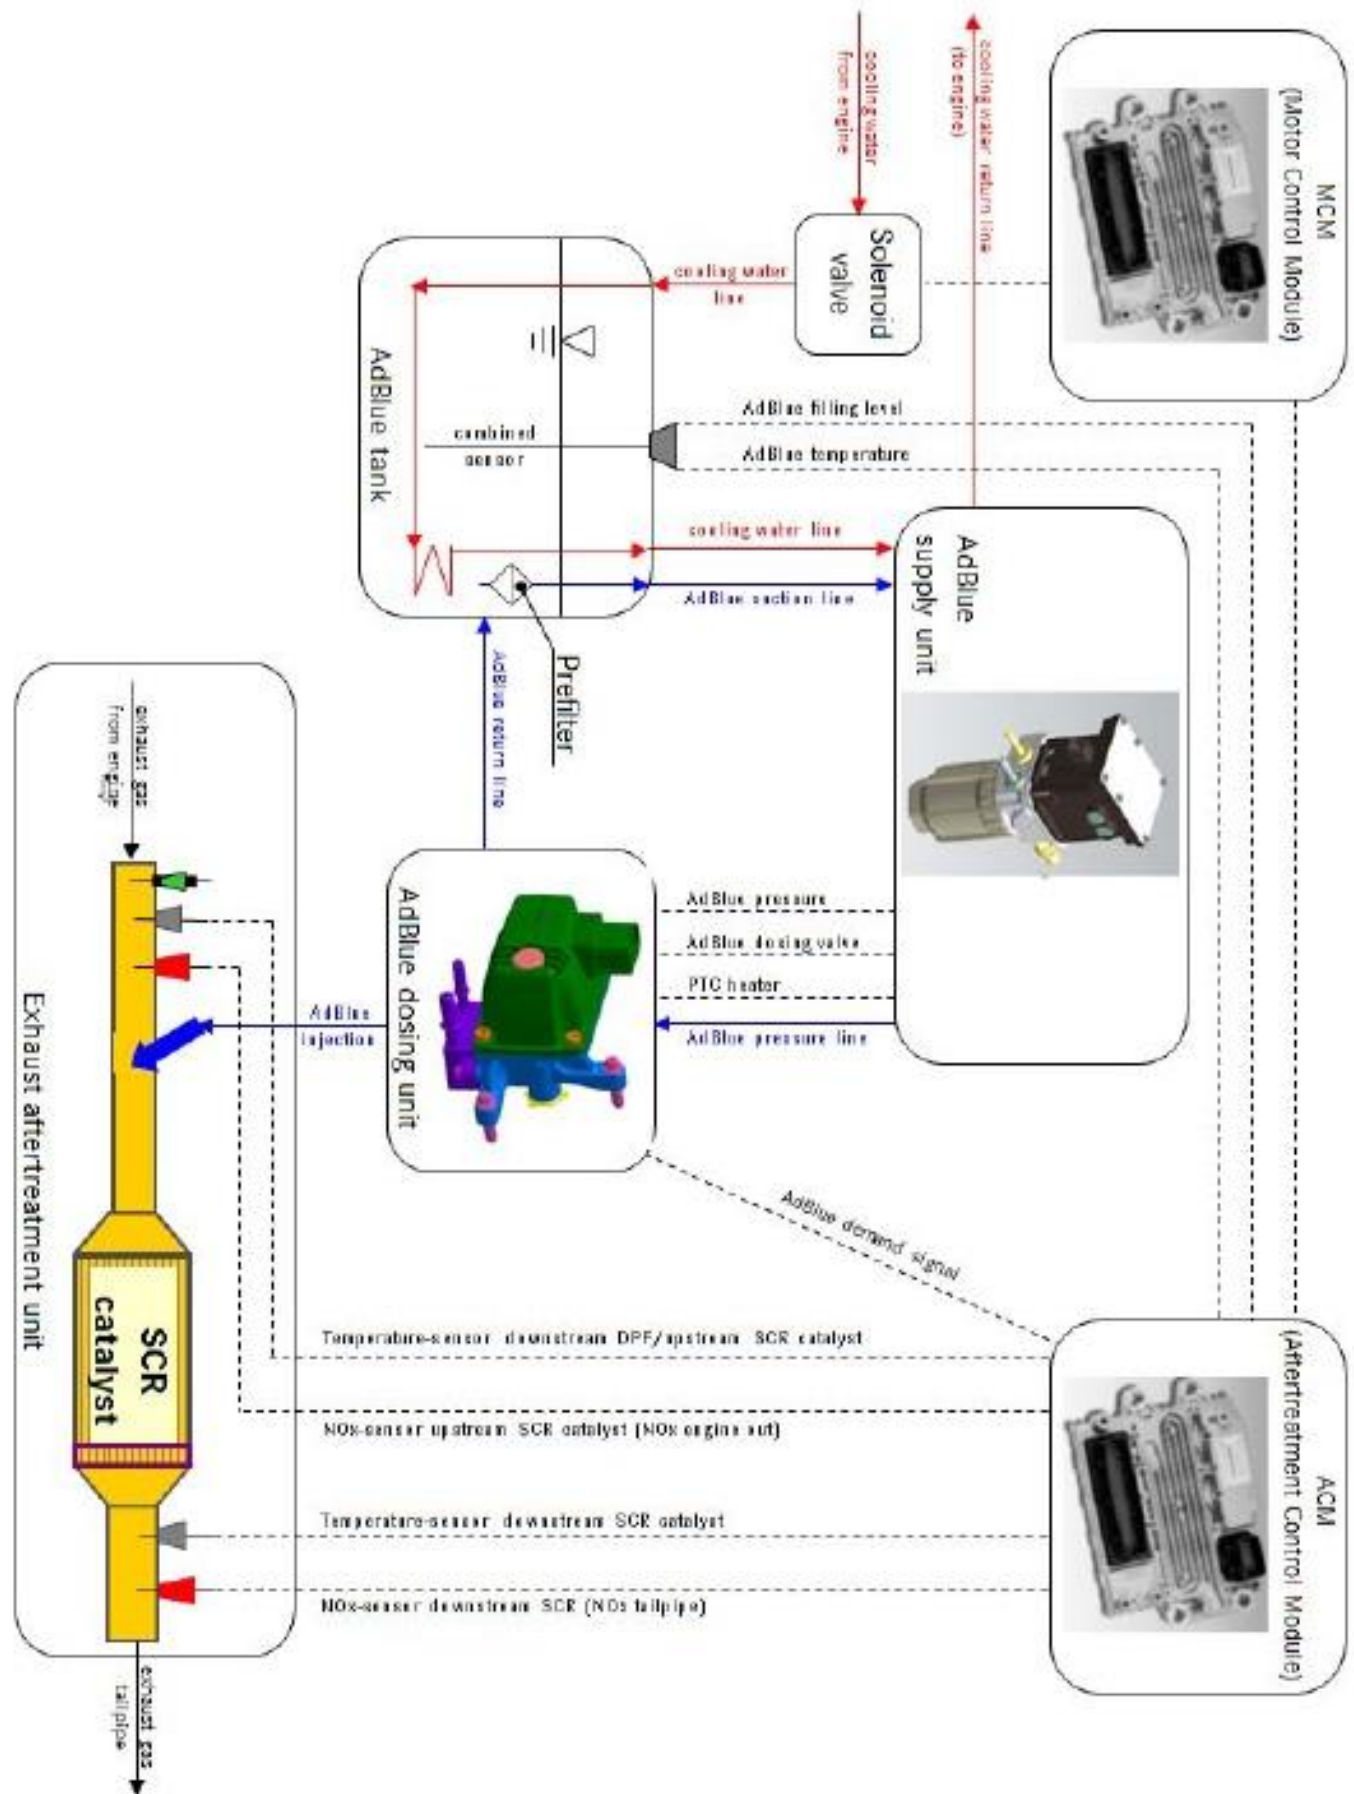 MCM
(Motor Control Module)
cooling water return line
(to engine)
cooling water
from engine
Solenoid
valve
cooling water
line
AdBlue filling level
AdBlue temperature
combined
sensor
AdBlue tank
cooling water line
AdBlue suction line
Prefilter
AdBlue return line
AdBlue
supply unit
AdBlue pressure
AdBlue dosing valve
PTC heater
AdBlue pressure line
AdBlue dosing unit
AdBlue
injection
AdBlue demand signal
ACM
(Aftertreatment Control Module)
Temperature-sensor downstream DPF/upstream SCR catalyst
NOx-sensor upstream SCR catalyst (NOx engine out)
Temperature-sensor downstream SCR catalyst
NOx-sensor downstream SCR (NOx tailpipe)
exhaust gas
from engine
SCR
catalyst
exhaust gas
tailpipe
Exhaust aftertreatment unit